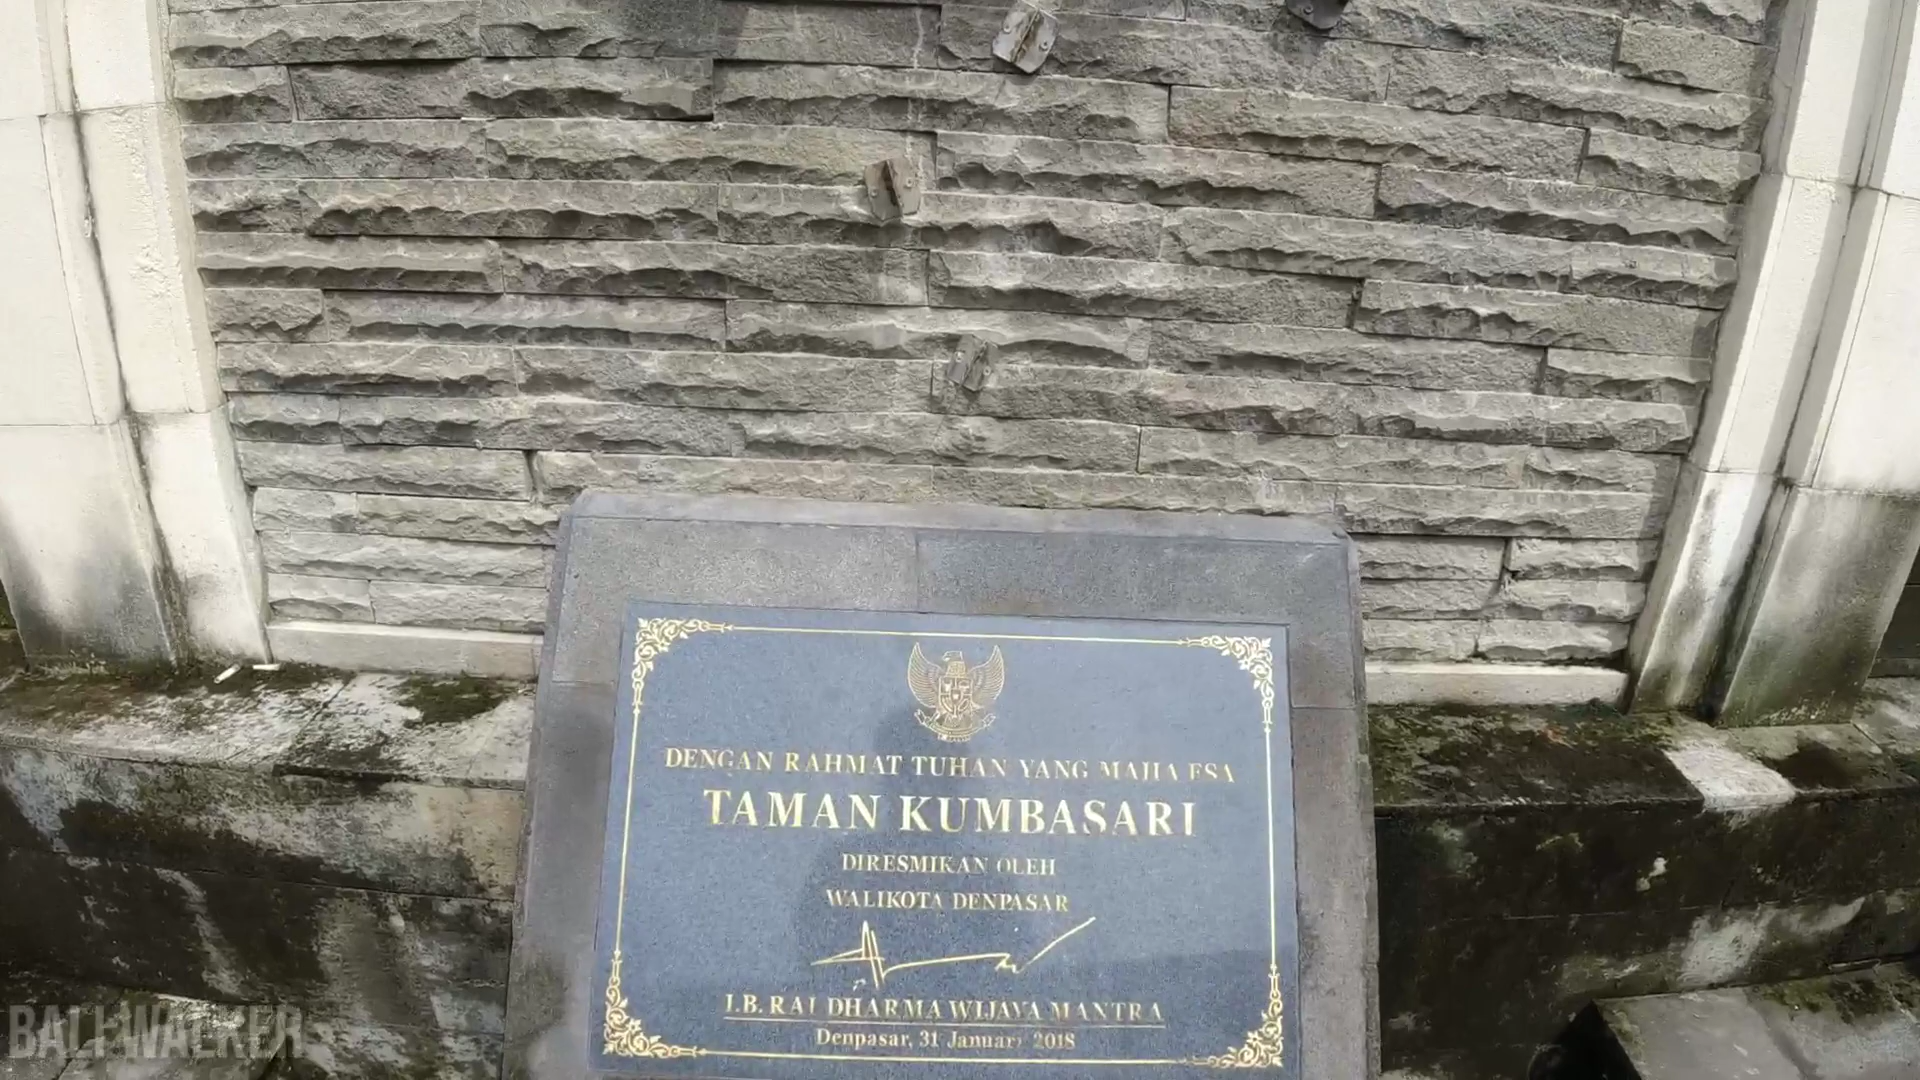 DENGAN RAHMAT TUHAN YANG MAHA ESA
TAMAN KUMBASARI
DIRESMIKAN OLEH
WALIKOTA DENPASAR
I.B. RAI DHARMA WIJAYA MANTRA
Denpasar, 31 Januari 2018
BALI WALKER